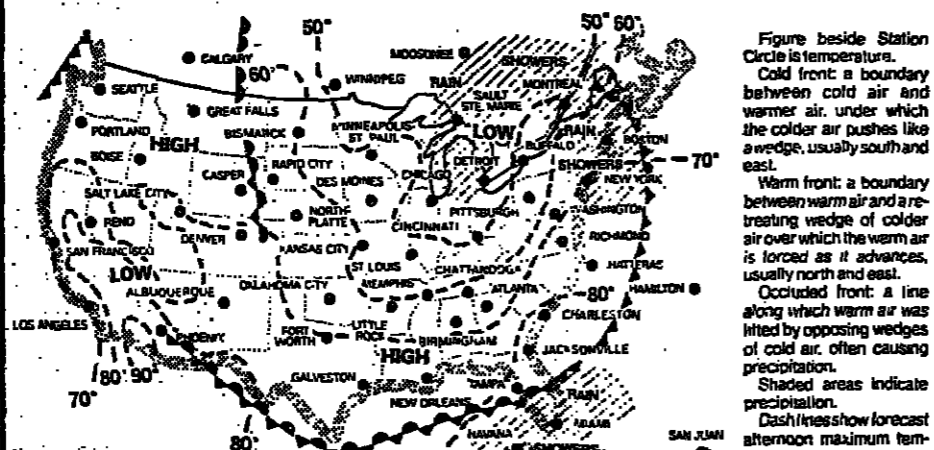 50° 50° 60°
CALGARY MOOSONEE SHOWERS
60° WINNIPEG RAIN MONTREAL
SEATTLE SAULT
STE. MARIE
GREAT FALLS
PORTLAND BISMARCK MINNEAPOLIS LOW RAIN
HIGH ST. PAUL BOSTON
BUFFALO
BOISE RAPID CITY DETROIT SHOWERS 70°
CASPER DES MOINES CHICAGO NEW YORK
SALT LAKE CITY
RENO NORTH PITTSBURGH WASHINGTON
PLATTE CINCINNATI
DENVER RICHMOND
SAN FRANCISCO KANSAS CITY
LOW ST LOUIS CHATTANOOGA HATTERAS
ALBUQUERQUE OKLAHOMA CITY MEMPHIS ATLANTA 80° HAMILTON
CHARLESTON
LOS ANGELES PHOENIX FORT LITTLE
WORTH ROCK BIRMINGHAM
HIGH JACKSONVILLE
80° 90° GALVESTON TAMPA
70° NEW ORLEANS RAIN
MIAMI
80° HAVANA SAN JUAN
SHOWERS
Figure beside Station
Circle is temperature.
Cold front: a boundary
between cold air and
warmer air, under which
the colder air pushes like
a wedge, usually south and
east.
Warm front: a boundary
between warm air and a re-
treating wedge of colder
air over which the warm air
is forced as it advances,
usually north and east.
Occluded front: a line
along which warm air was
lifted by opposing wedges
of cold air, often causing
precipitation.
Shaded areas indicate
precipitation.
Dash lines show forecast
afternoon maximum tem-